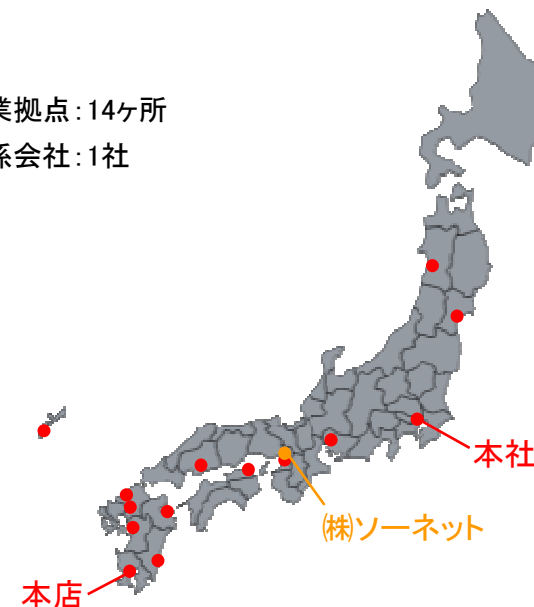 業拠点：14ヶ所
係会社：1社
本社
㈱ソーネット
本店